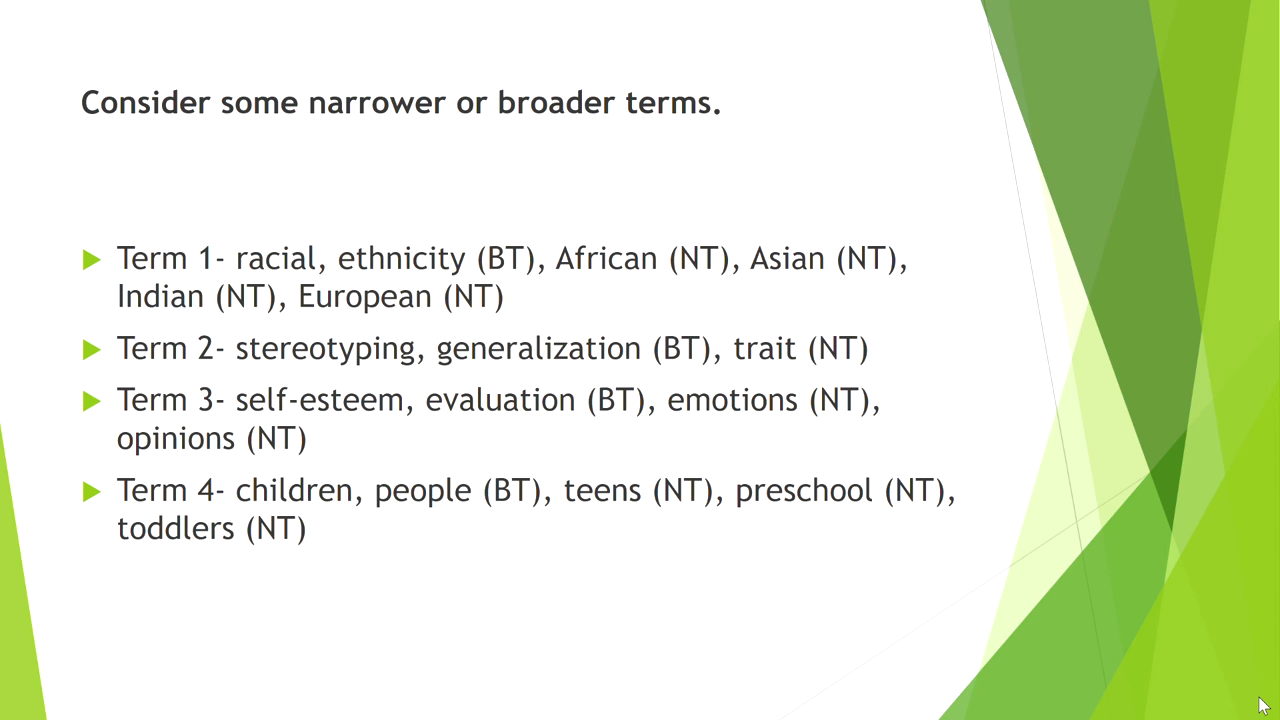 Consider some narrower or broader terms.
Term 1- racial, ethnicity (BT), African (NT), Asian (NT),
Indian (NT), European (NT)
Term 2- stereotyping, generalization (BT), trait (NT)
Term 3- self-esteem, evaluation (BT), emotions (NT),
opinions (NT)
Term 4- children, people (BT), teens (NT), preschool (NT),
toddlers (NT)